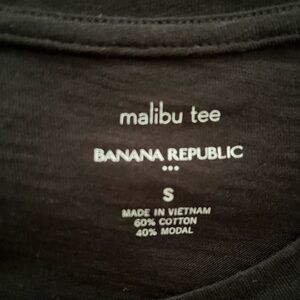 malibu tee
BANANA REPUBLIC
•••
S
MADE IN VIETNAM
60% COTTON
40% MODAL